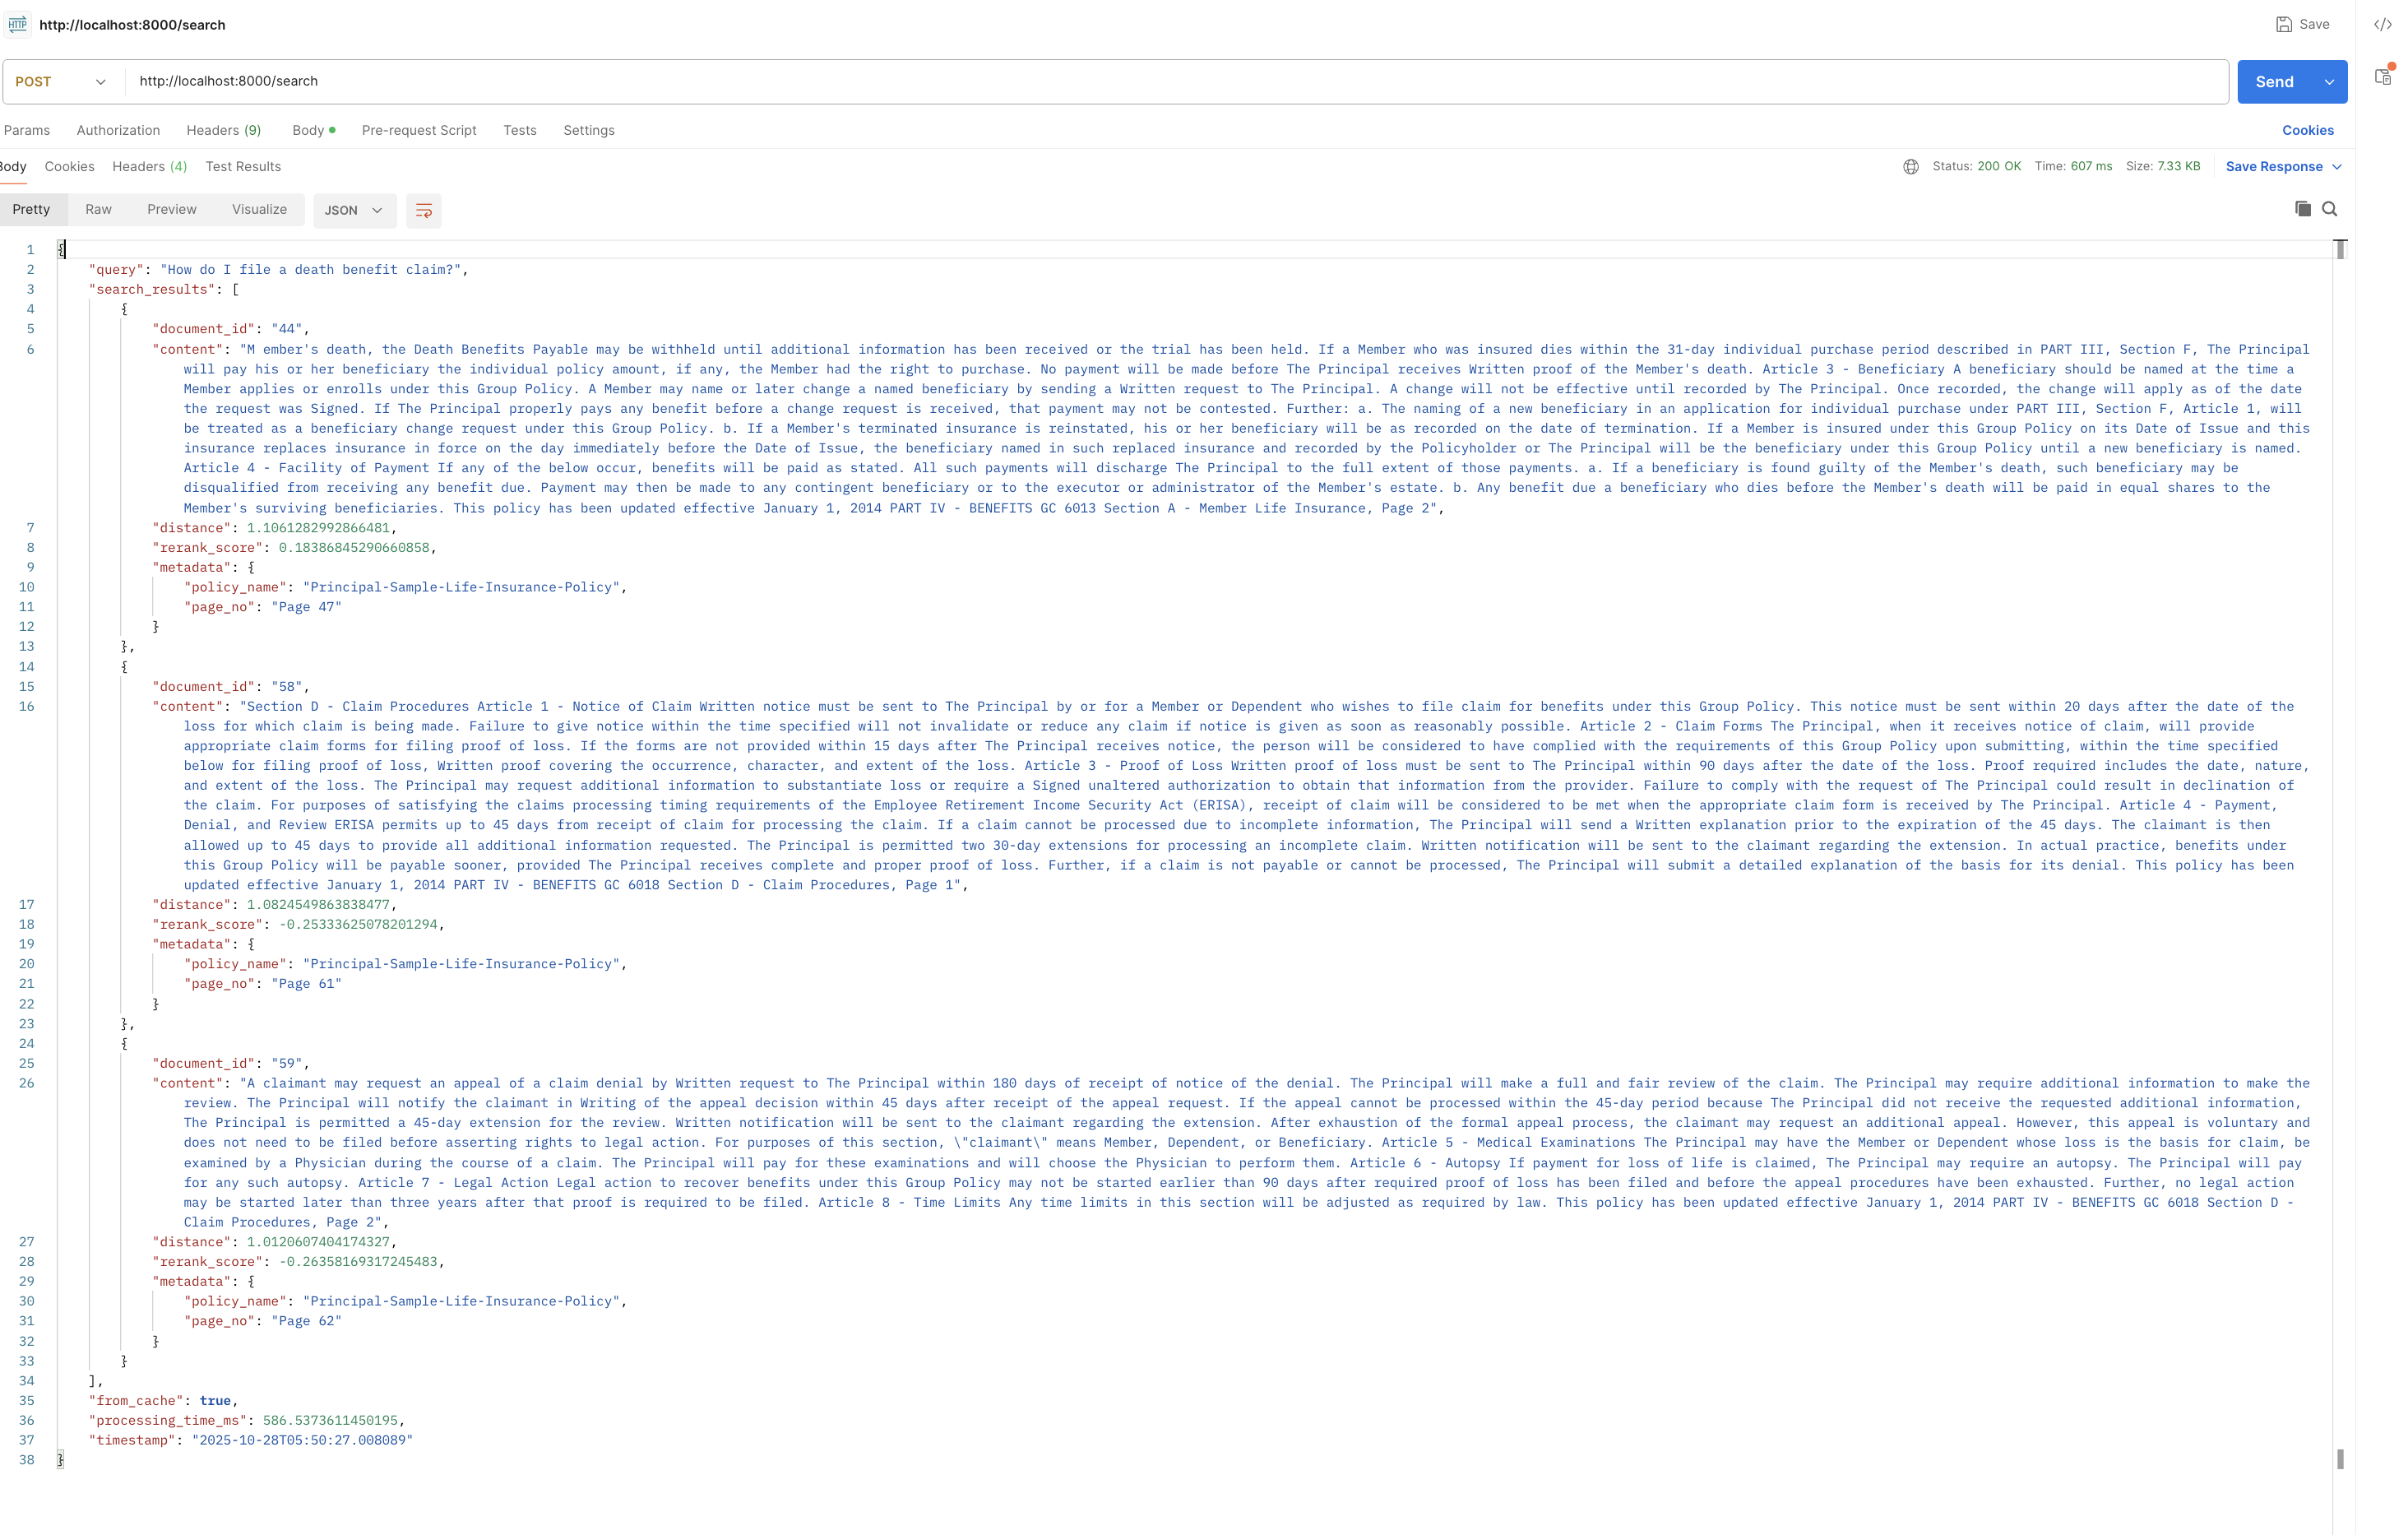 HTTP http://localhost:8000/search Save
POST http://localhost:8000/search Send
Params Authorization Headers (9) Body Pre-request Script Tests Settings Cookies
Body Cookies Headers (4) Test Results Status: 200 OK Time: 607 ms Size: 7.33 KB Save Response
Pretty Raw Preview Visualize JSON
1 {
2 "query": "How do I file a death benefit claim?",
3 "search_results": [
4 {
5 "document_id": "44",
6 "content": "M ember's death, the Death Benefits Payable may be withheld until additional information has been received or the trial has been held. If a Member who was insured dies within the 31-day individual purchase period described in PART III, Section F, The Principal
will pay his or her beneficiary the individual policy amount, if any, the Member had the right to purchase. No payment will be made before The Principal receives Written proof of the Member's death. Article 3 - Beneficiary A beneficiary should be named at the time a
Member applies or enrolls under this Group Policy. A Member may name or later change a named beneficiary by sending a Written request to The Principal. A change will not be effective until recorded by The Principal. Once recorded, the change will apply as of the date
the request was Signed. If The Principal properly pays any benefit before a change request is received, that payment may not be contested. Further: a. The naming of a new beneficiary in an application for individual purchase under PART III, Section F, Article 1, will
be treated as a beneficiary change request under this Group Policy. b. If a Member's terminated insurance is reinstated, his or her beneficiary will be as recorded on the date of termination. If a Member is insured under this Group Policy on its Date of Issue and this
insurance replaces insurance in force on the day immediately before the Date of Issue, the beneficiary named in such replaced insurance and recorded by the Policyholder or The Principal will be the beneficiary under this Group Policy until a new beneficiary is named.
Article 4 - Facility of Payment If any of the below occur, benefits will be paid as stated. All such payments will discharge The Principal to the full extent of those payments. a. If a beneficiary is found guilty of the Member's death, such beneficiary may be
disqualified from receiving any benefit due. Payment may then be made to any contingent beneficiary or to the executor or administrator of the Member's estate. b. Any benefit due a beneficiary who dies before the Member's death will be paid in equal shares to the
Member's surviving beneficiaries. This policy has been updated effective January 1, 2014 PART IV - BENEFITS GC 6013 Section A - Member Life Insurance, Page 2",
7 "distance": 1.1061282992866481,
8 "rerank_score": 0.18386845290660858,
9 "metadata": {
10 "policy_name": "Principal-Sample-Life-Insurance-Policy",
11 "page_no": "Page 47"
12 }
13 },
14 {
15 "document_id": "58",
16 "content": "Section D - Claim Procedures Article 1 - Notice of Claim Written notice must be sent to The Principal by or for a Member or Dependent who wishes to file claim for benefits under this Group Policy. This notice must be sent within 20 days after the date of the
loss for which claim is being made. Failure to give notice within the time specified will not invalidate or reduce any claim if notice is given as soon as reasonably possible. Article 2 - Claim Forms The Principal, when it receives notice of claim, will provide
appropriate claim forms for filing proof of loss. If the forms are not provided within 15 days after The Principal receives notice, the person will be considered to have complied with the requirements of this Group Policy upon submitting, within the time specified
below for filing proof of loss, Written proof covering the occurrence, character, and extent of the loss. Article 3 - Proof of Loss Written proof of loss must be sent to The Principal within 90 days after the date of the loss. Proof required includes the date, nature,
and extent of the loss. The Principal may request additional information to substantiate loss or require a Signed unaltered authorization to obtain that information from the provider. Failure to comply with the request of The Principal could result in declination of
the claim. For purposes of satisfying the claims processing timing requirements of the Employee Retirement Income Security Act (ERISA), receipt of claim will be considered to be met when the appropriate claim form is received by The Principal. Article 4 - Payment,
Denial, and Review ERISA permits up to 45 days from receipt of claim for processing the claim. If a claim cannot be processed due to incomplete information, The Principal will send a Written explanation prior to the expiration of the 45 days. The claimant is then
allowed up to 45 days to provide all additional information requested. The Principal is permitted two 30-day extensions for processing an incomplete claim. Written notification will be sent to the claimant regarding the extension. In actual practice, benefits under
this Group Policy will be payable sooner, provided The Principal receives complete and proper proof of loss. Further, if a claim is not payable or cannot be processed, The Principal will submit a detailed explanation of the basis for its denial. This policy has been
updated effective January 1, 2014 PART IV - BENEFITS GC 6018 Section D - Claim Procedures, Page 1",
17 "distance": 1.0824549863838477,
18 "rerank_score": -0.25333625078201294,
19 "metadata": {
20 "policy_name": "Principal-Sample-Life-Insurance-Policy",
21 "page_no": "Page 61"
22 }
23 },
24 {
25 "document_id": "59",
26 "content": "A claimant may request an appeal of a claim denial by Written request to The Principal within 180 days of receipt of notice of the denial. The Principal will make a full and fair review of the claim. The Principal may require additional information to make the
review. The Principal will notify the claimant in Writing of the appeal decision within 45 days after receipt of the appeal request. If the appeal cannot be processed within the 45-day period because The Principal did not receive the requested additional information,
The Principal is permitted a 45-day extension for the review. Written notification will be sent to the claimant regarding the extension. After exhaustion of the formal appeal process, the claimant may request an additional appeal. However, this appeal is voluntary and
does not need to be filed before asserting rights to legal action. For purposes of this section, \"claimant\" means Member, Dependent, or Beneficiary. Article 5 - Medical Examinations The Principal may have the Member or Dependent whose loss is the basis for claim, be
examined by a Physician during the course of a claim. The Principal will pay for these examinations and will choose the Physician to perform them. Article 6 - Autopsy If payment for loss of life is claimed, The Principal may require an autopsy. The Principal will pay
for any such autopsy. Article 7 - Legal Action Legal action to recover benefits under this Group Policy may not be started earlier than 90 days after required proof of loss has been filed and before the appeal procedures have been exhausted. Further, no legal action
may be started later than three years after that proof is required to be filed. Article 8 - Time Limits Any time limits in this section will be adjusted as required by law. This policy has been updated effective January 1, 2014 PART IV - BENEFITS GC 6018 Section D -
Claim Procedures, Page 2",
27 "distance": 1.0120607404174327,
28 "rerank_score": -0.26358169317245483,
29 "metadata": {
30 "policy_name": "Principal-Sample-Life-Insurance-Policy",
31 "page_no": "Page 62"
32 }
33 }
34 ],
35 "from_cache": true,
36 "processing_time_ms": 586.5373611450195,
37 "timestamp": "2025-10-28T05:50:27.008089"
38 }